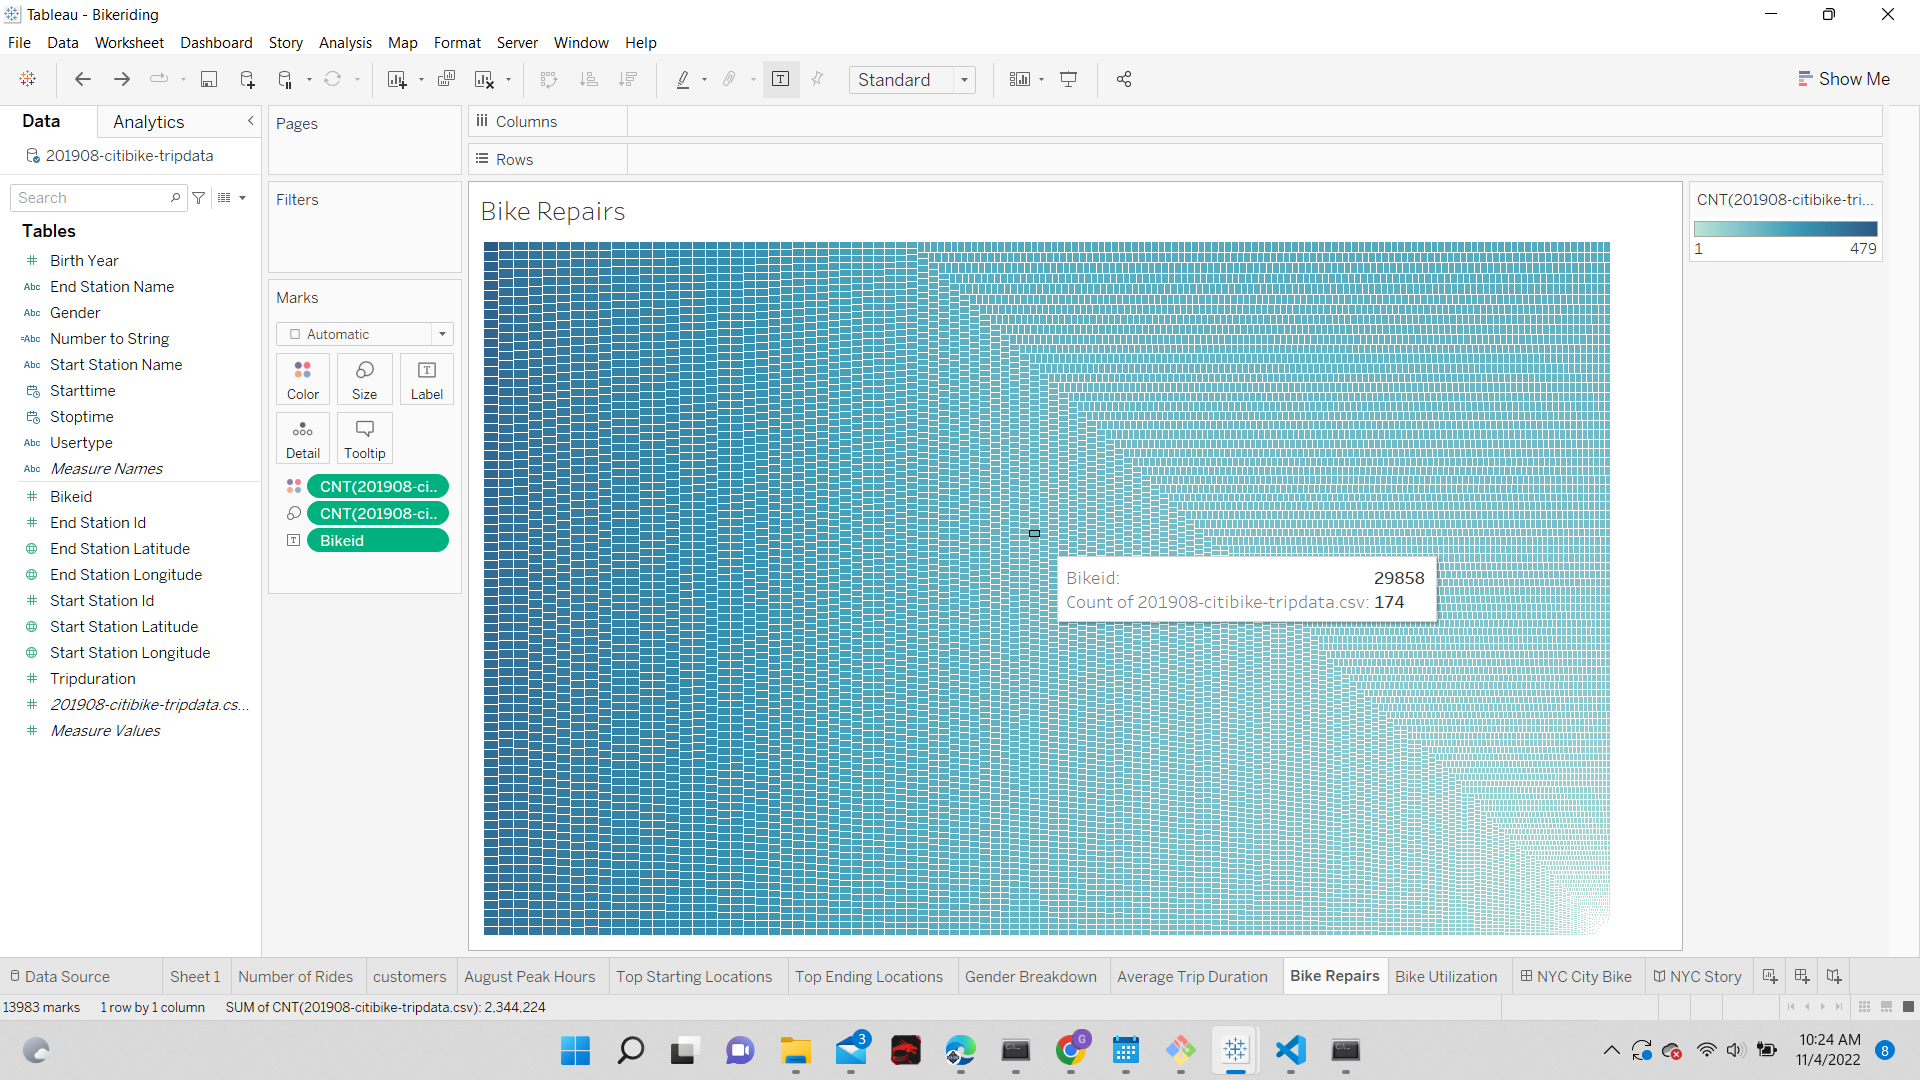 Tableau - Bikeriding
File Data Worksheet Dashboard Story Analysis Map Format Server Window Help
Standard
Show Me
Data
Analytics
201908-citibike-tripdata
Search
Tables
# Birth Year
Abc End Station Name
Abc Gender
=Abc Number to String
Abc Start Station Name
Starttime
Stoptime
Abc Usertype
Abc Measure Names
# Bikeid
# End Station Id
End Station Latitude
End Station Longitude
# Start Station Id
Start Station Latitude
Start Station Longitude
# Tripduration
# 201908-citibike-tripdata.cs...
# Measure Values
Pages
Filters
Marks
Automatic
Color
Size
Label
Detail
Tooltip
CNT(201908-ci..
CNT(201908-ci..
Bikeid
Columns
Rows
Bike Repairs
Bikeid: 29858
Count of 201908-citibike-tripdata.csv: 174
CNT(201908-citibike-tri...
1 479
Data Source Sheet 1 Number of Rides customers August Peak Hours Top Starting Locations Top Ending Locations Gender Breakdown Average Trip Duration Bike Repairs Bike Utilization NYC City Bike NYC Story
13983 marks 1 row by 1 column SUM of CNT(201908-citibike-tripdata.csv): 2,344,224
3
G
10:24 AM
11/4/2022
8